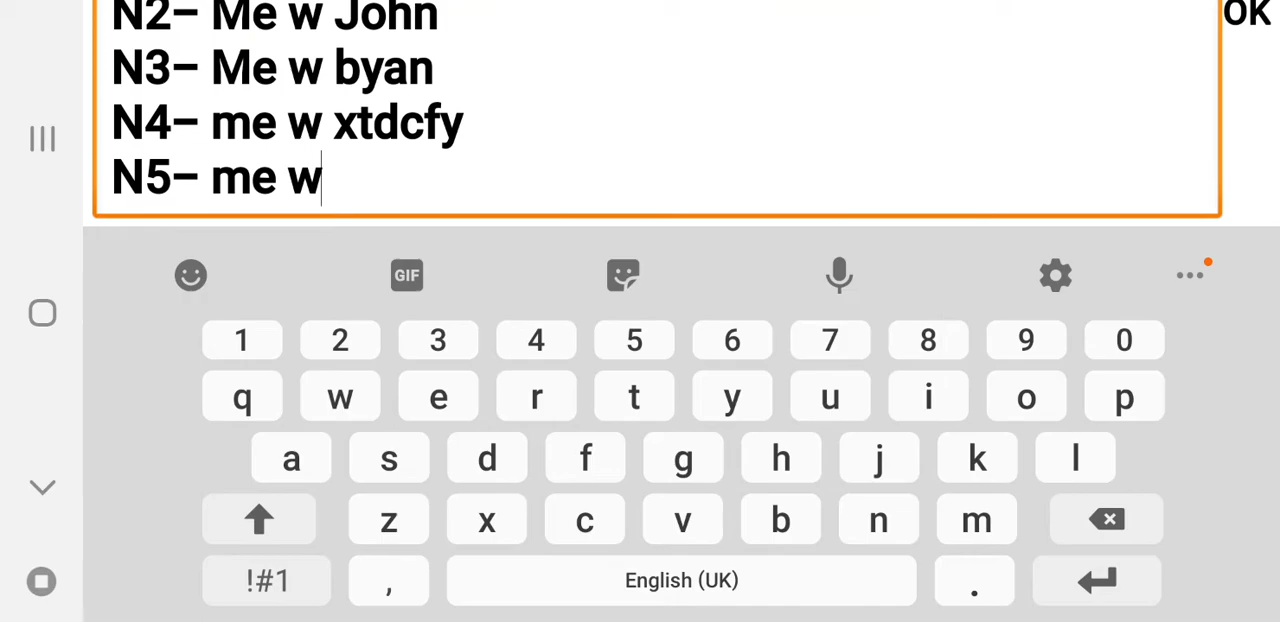 N2– Me w John
OK
N3– Me w byan
N4– me w xtdcfy
N5– me w
GIF
1 2 3 4 5 6 7 8 9 0
q w e r t y u i o p
a s d f g h j k l
z x c v b n m
!#1 , English (UK) .